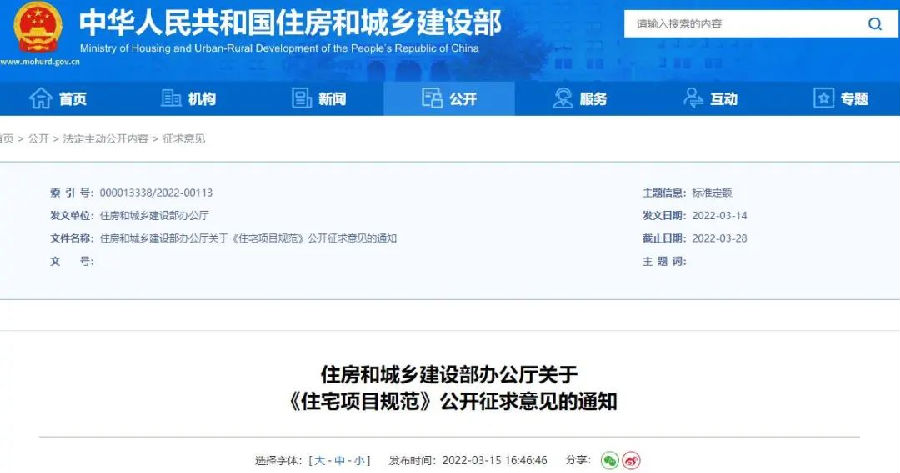 中华人民共和国住房和城乡建设部
Ministry of Housing and Urban-Rural Development of the People's Republic of China
www.mohurd.gov.cn
请输入搜索的内容
首页 机构 新闻 公开 服务 互动 专题
首页 > 公开 > 法定主动公开内容 > 征求意见
索 引 号: 000013338/2022-00113 主题信息: 标准定额
发文单位: 住房和城乡建设部办公厅 发文日期: 2022-03-14
文件名称: 住房和城乡建设部办公厅关于《住宅项目规范》公开征求意见的通知 截止日期: 2022-03-28
文 号: 主 题 词:
住房和城乡建设部办公厅关于
《住宅项目规范》公开征求意见的通知
选择字体: [大 - 中 - 小] 发布时间: 2022-03-15 16:46:46 分享: